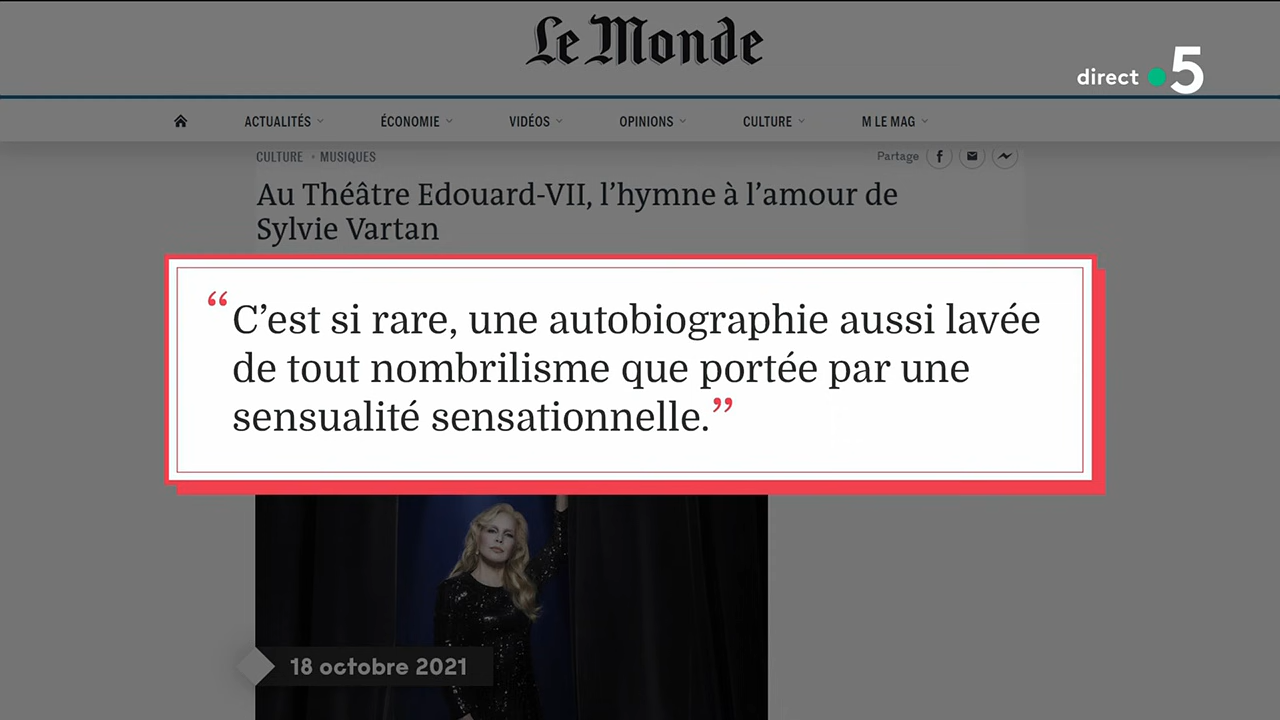 Le Monde
direct 5
ACTUALITÉS ÉCONOMIE VIDÉOS OPINIONS CULTURE M LE MAG
CULTURE • MUSIQUES
Partage
Au Théâtre Edouard-VII, l’hymne à l’amour de
Sylvie Vartan
“C’est si rare, une autobiographie aussi lavée
de tout nombrilisme que portée par une
sensualité sensationnelle.”
18 octobre 2021